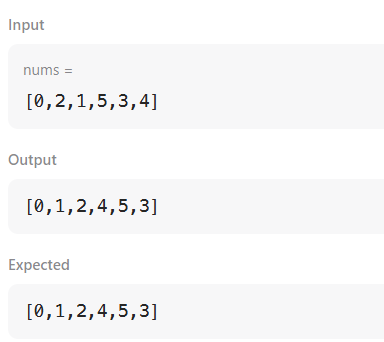 Input
nums =
[0,2,1,5,3,4]
Output
[0,1,2,4,5,3]
Expected
[0,1,2,4,5,3]